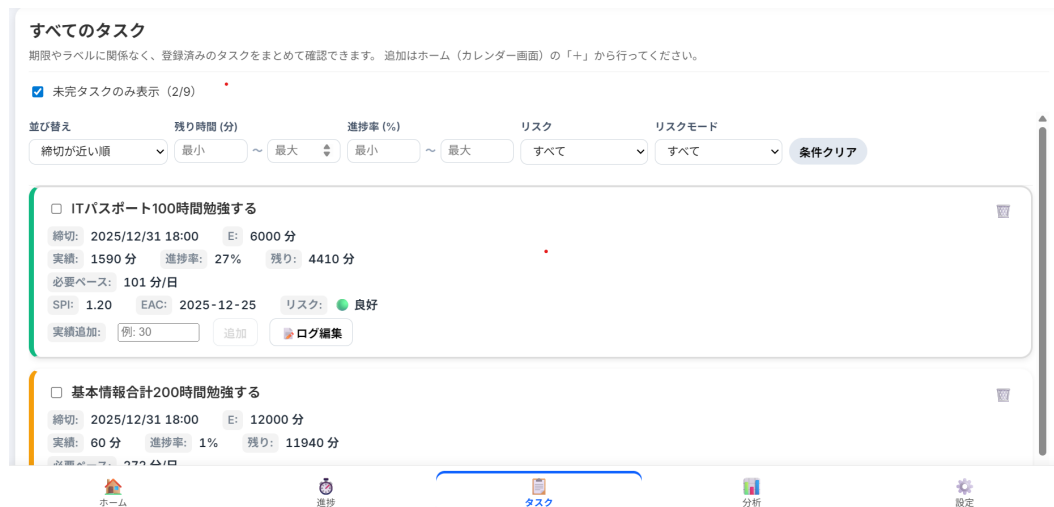 すべてのタスク
期限やラベルに関係なく、登録済みのタスクをまとめて確認できます。 追加はホーム（カレンダー画面）の「＋」から行ってください。
未完タスクのみ表示（2/9）
並び替え 残り時間 (分) 進捗率 (%) リスク リスクモード
締切が近い順 最小 ～ 最大 最小 ～ 最大 すべて すべて 条件クリア
ITパスポート100時間勉強する
締切: 2025/12/31 18:00 E: 6000 分
実績: 1590 分 進捗率: 27% 残り: 4410 分
必要ペース: 101 分/日
SPI: 1.20 EAC: 2025-12-25 リスク: 良好
実績追加: 例: 30 追加 ログ編集
基本情報合計200時間勉強する
締切: 2025/12/31 18:00 E: 12000 分
実績: 60 分 進捗率: 1% 残り: 11940 分
必要ペース: 272 分/日
ホーム 進捗 タスク 分析 設定